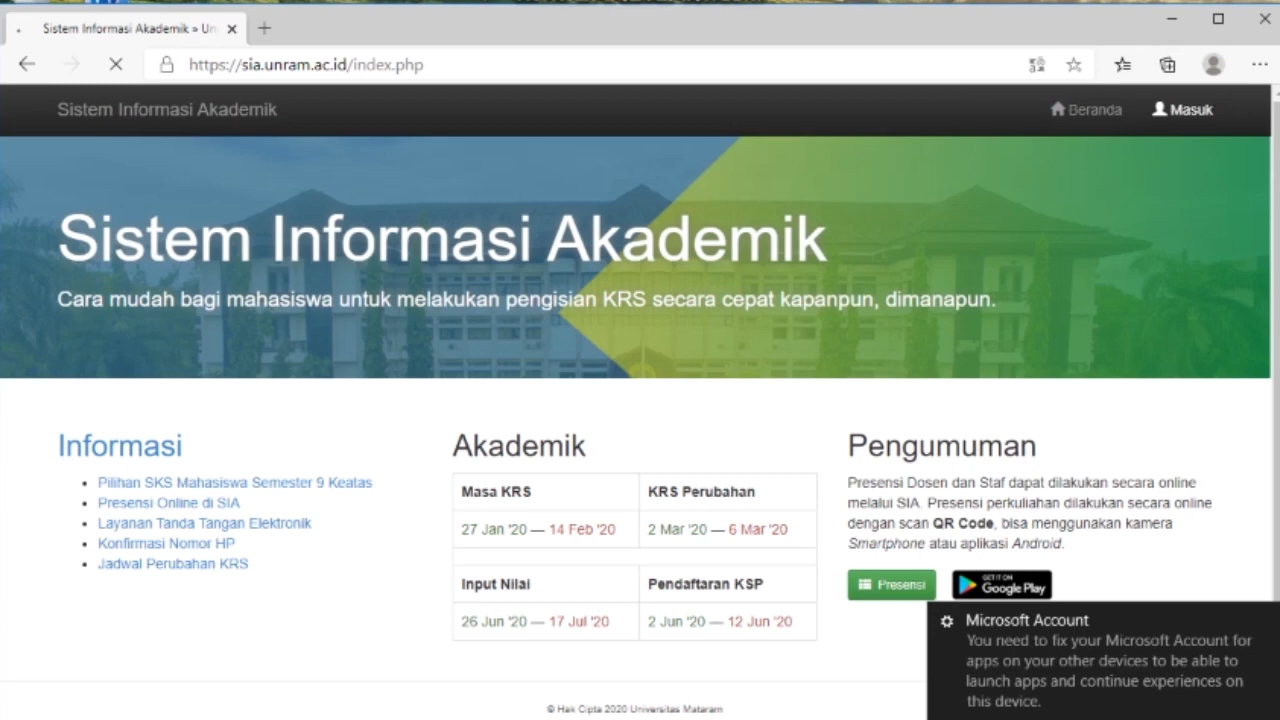 Sistem Informasi Akademik » Un
https://sia.unram.ac.id/index.php
Sistem Informasi Akademik
Beranda
Masuk
Sistem Informasi Akademik
Cara mudah bagi mahasiswa untuk melakukan pengisian KRS secara cepat kapanpun, dimanapun.
Informasi
Pilihan SKS Mahasiswa Semester 9 Keatas
Presensi Online di SIA
Layanan Tanda Tangan Elektronik
Konfirmasi Nomor HP
Jadwal Perubahan KRS
Akademik
Masa KRS
KRS Perubahan
27 Jan '20 — 14 Feb '20
2 Mar '20 — 6 Mar '20
Input Nilai
Pendaftaran KSP
26 Jun '20 — 17 Jul '20
2 Jun '20 — 12 Jun '20
Pengumuman
Presensi Dosen dan Staf dapat dilakukan secara online
melalui SIA. Presensi perkuliahan dilakukan secara online
dengan scan QR Code, bisa menggunakan kamera
Smartphone atau aplikasi Android.
Presensi
GET IT ON
Google Play
Microsoft Account
You need to fix your Microsoft Account for
apps on your other devices to be able to
launch apps and continue experiences on
this device.
© Hak Cipta 2020 Universitas Mataram